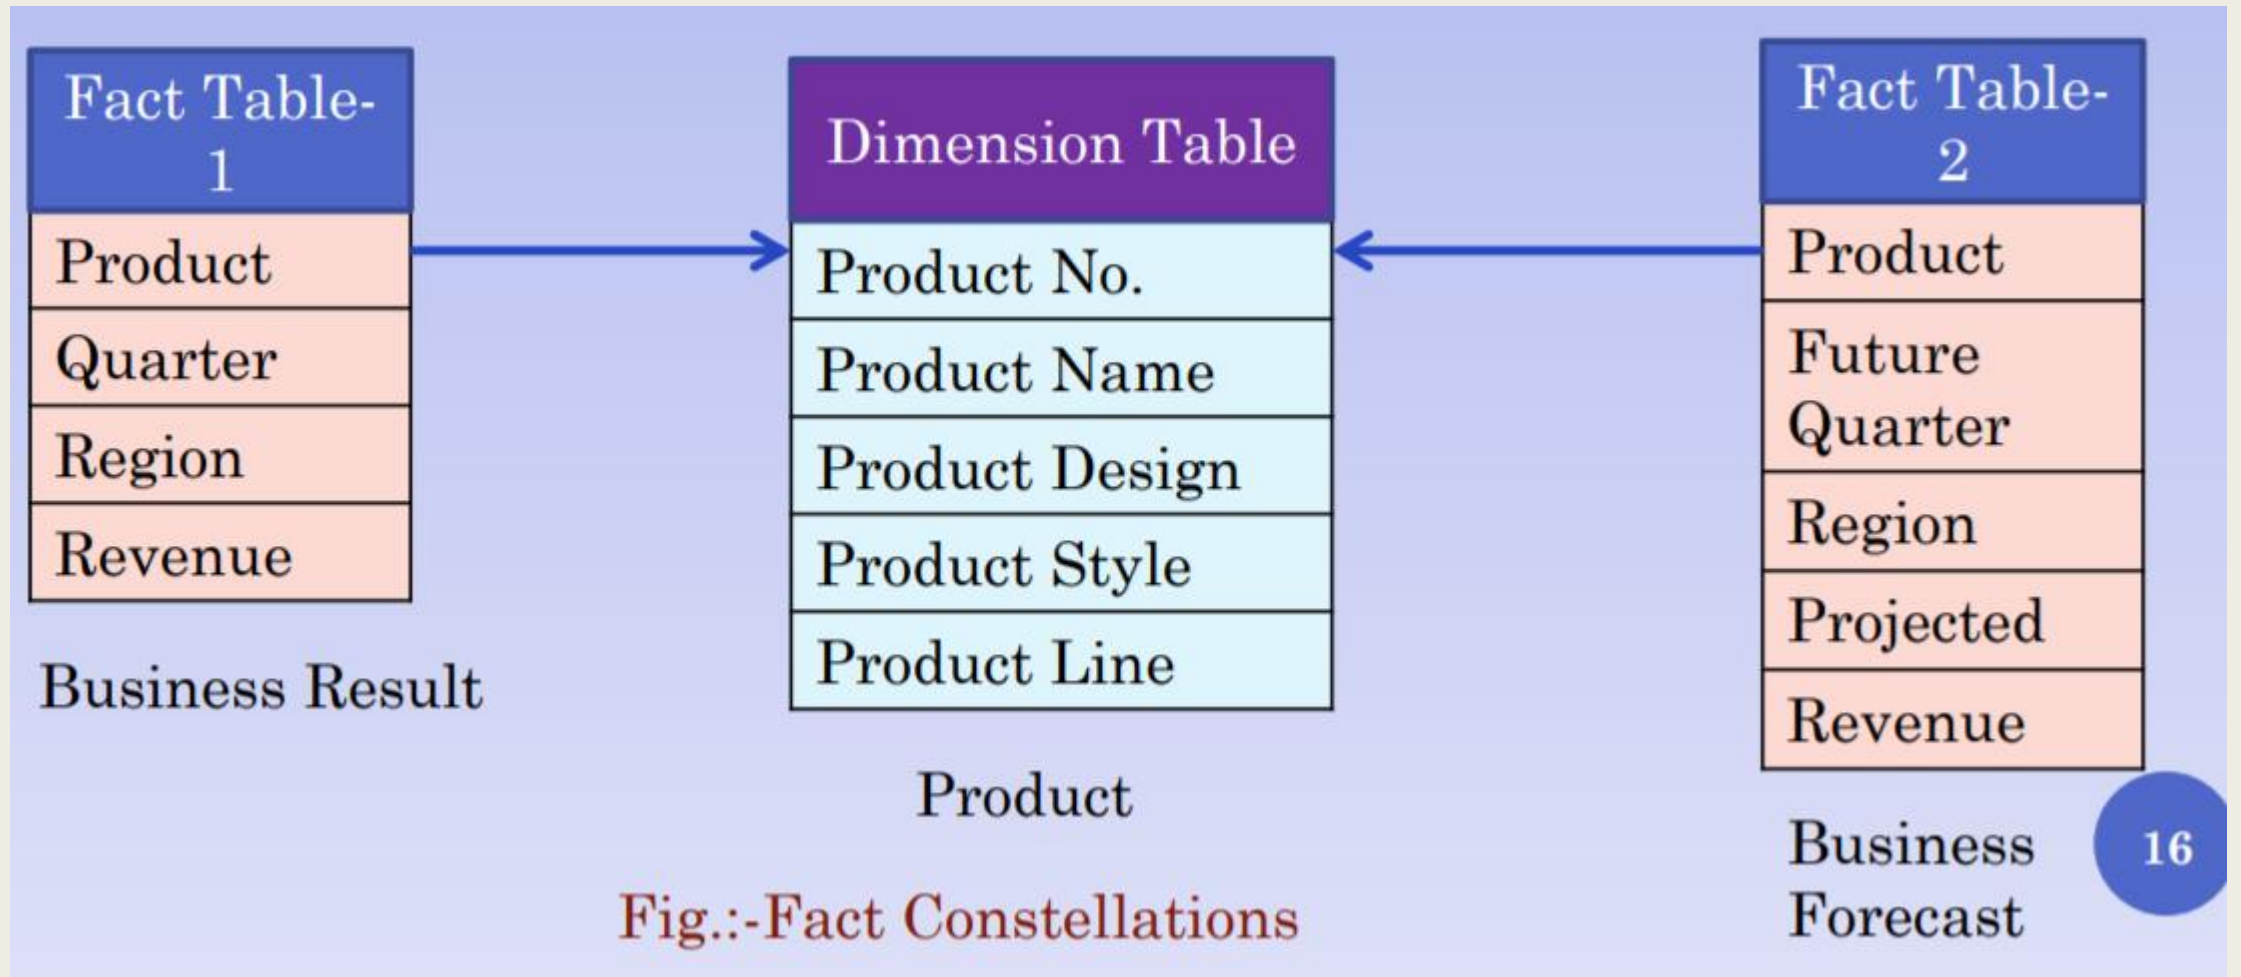 Fact Table-
1
Product
Quarter
Region
Revenue
Business Result
Dimension Table
Product No.
Product Name
Product Design
Product Style
Product Line
Product
Fact Table-
2
Product
Future
Quarter
Region
Projected
Revenue
Business
Forecast
16
Fig.:-Fact Constellations